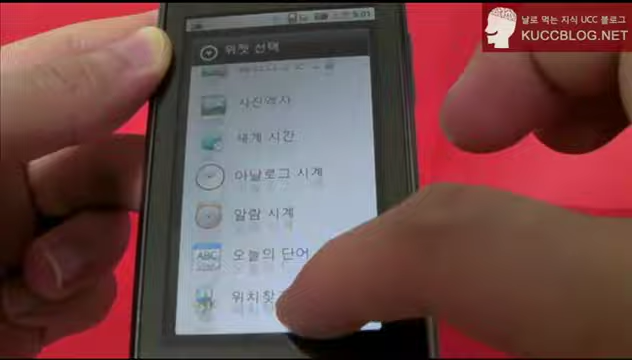 날로 먹는 지식 UCC 블로그
KUCCBLOG.NET
위젯 선택
사진액자
세계 시간
아날로그 시계
알람 시계
ABC
오늘의 단어